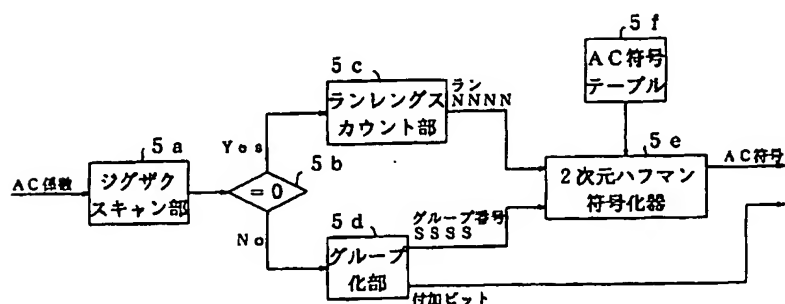 5f
AC符号
テーブル
5c
ランレングス
カウント部
ラン
NNNN
5a
ジグザク
スキャン部
AC係数
Yes
5b
=0
No
5e
2次元ハフマン
符号化器
AC符号
5d
グループ
化部
グループ番号
SSSS
付加ビット